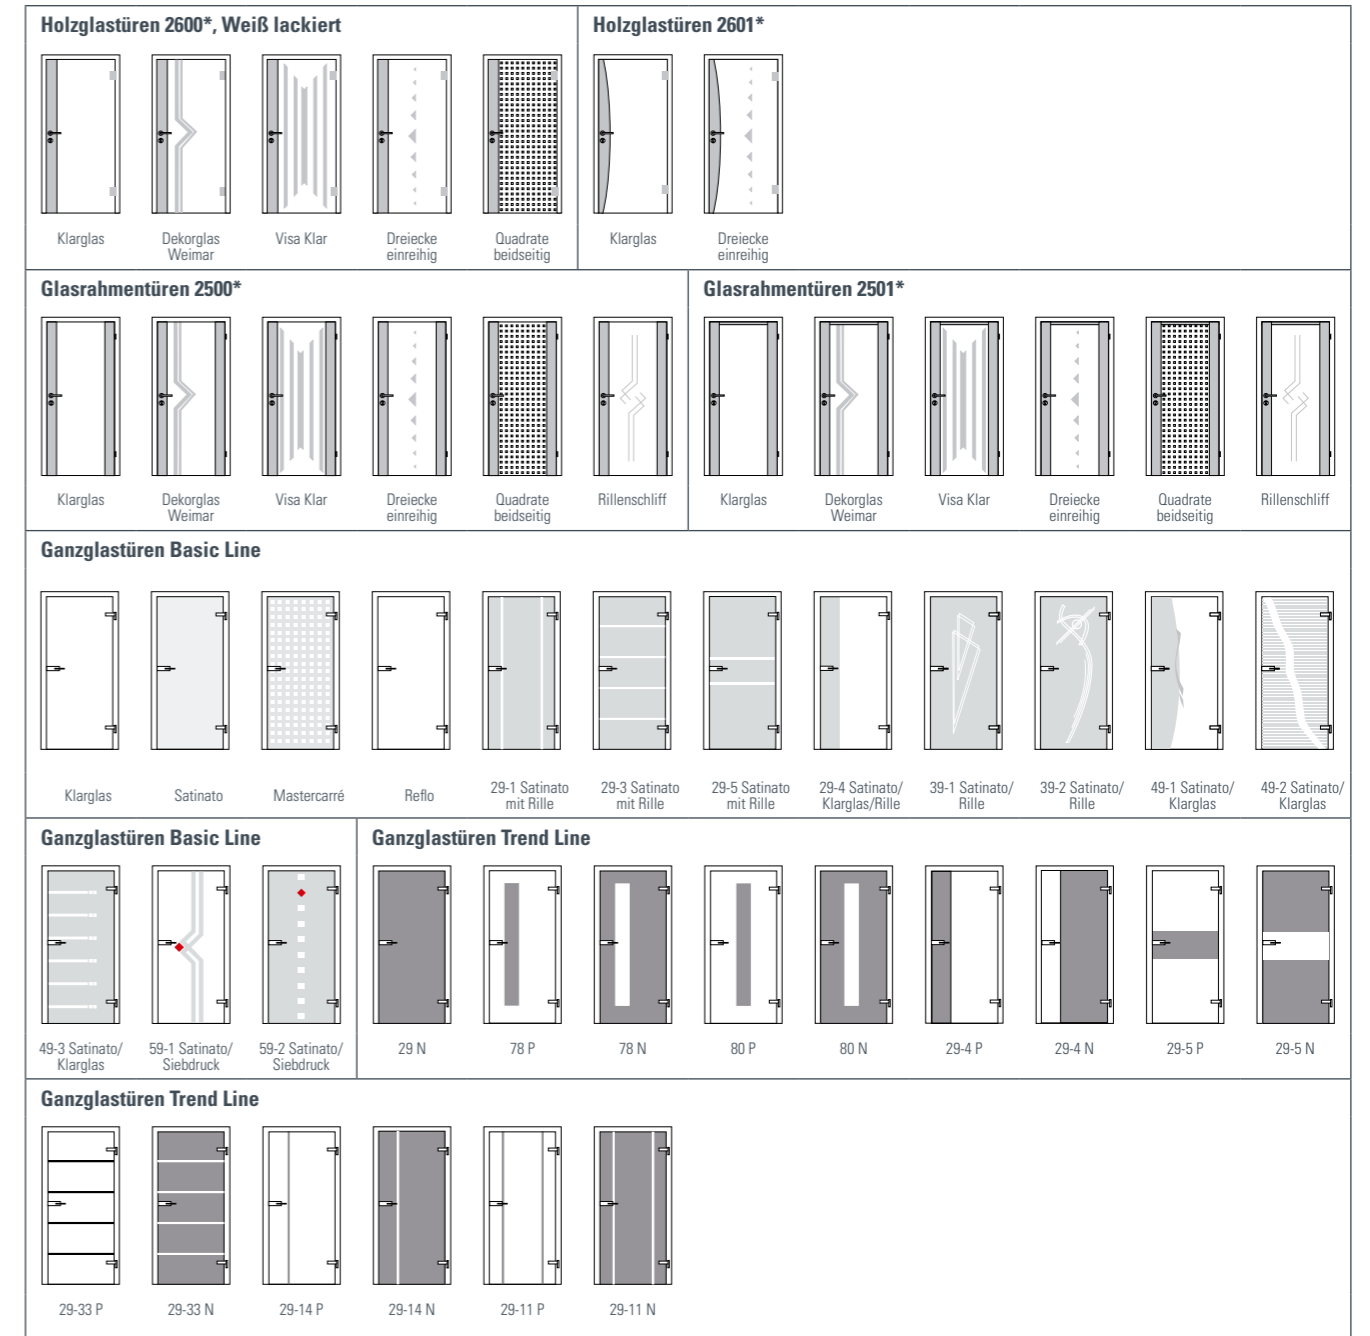 Holzglastüren 2600*, Weiß lackiert
Klarglas
Dekorglas
Weimar
Visa Klar
Dreiecke
einreihig
Quadrate
beidseitig
Holzglastüren 2601*
Klarglas
Dreiecke
einreihig
Glasrahmentüren 2500*
Klarglas
Dekorglas
Weimar
Visa Klar
Dreiecke
einreihig
Quadrate
beidseitig
Rillenschliff
Glasrahmentüren 2501*
Klarglas
Dekorglas
Weimar
Visa Klar
Dreiecke
einreihig
Quadrate
beidseitig
Rillenschliff
Ganzglastüren Basic Line
Klarglas
Satinato
Mastercarré
Reflo
29-1 Satinato
mit Rille
29-3 Satinato
mit Rille
29-5 Satinato
mit Rille
29-4 Satinato/
Klarglas/Rille
39-1 Satinato/
Rille
39-2 Satinato/
Rille
49-1 Satinato/
Klarglas
49-2 Satinato/
Klarglas
Ganzglastüren Basic Line
49-3 Satinato/
Klarglas
59-1 Satinato/
Siebdruck
59-2 Satinato/
Siebdruck
Ganzglastüren Trend Line
29 N
78 P
78 N
80 P
80 N
29-4 P
29-4 N
29-5 P
29-5 N
Ganzglastüren Trend Line
29-33 P
29-33 N
29-14 P
29-14 N
29-11 P
29-11 N